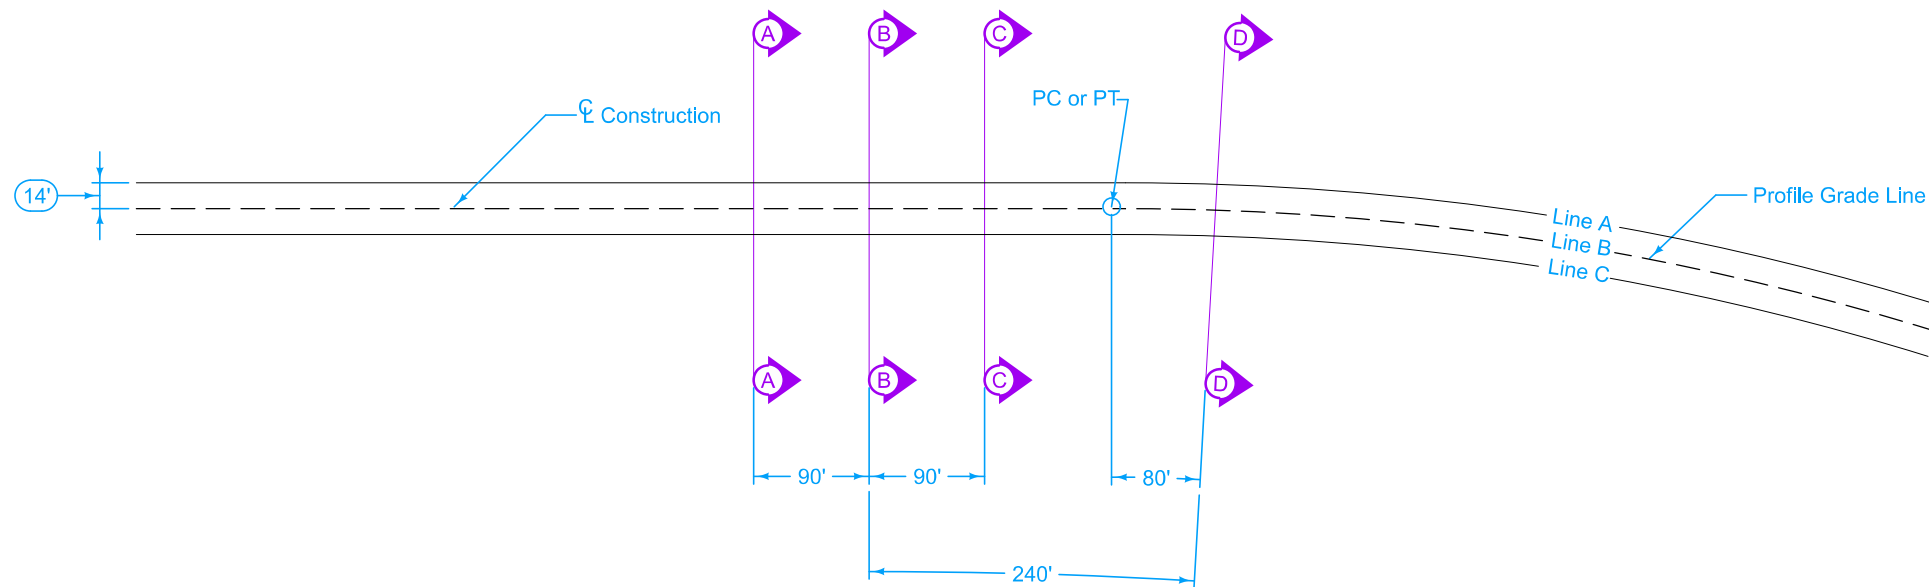 A
B
C
D
PC or PT
℄ Construction
14'
Profile Grade Line
Line A
Line B
Line C
A
B
C
D
90'
90'
80'
240'